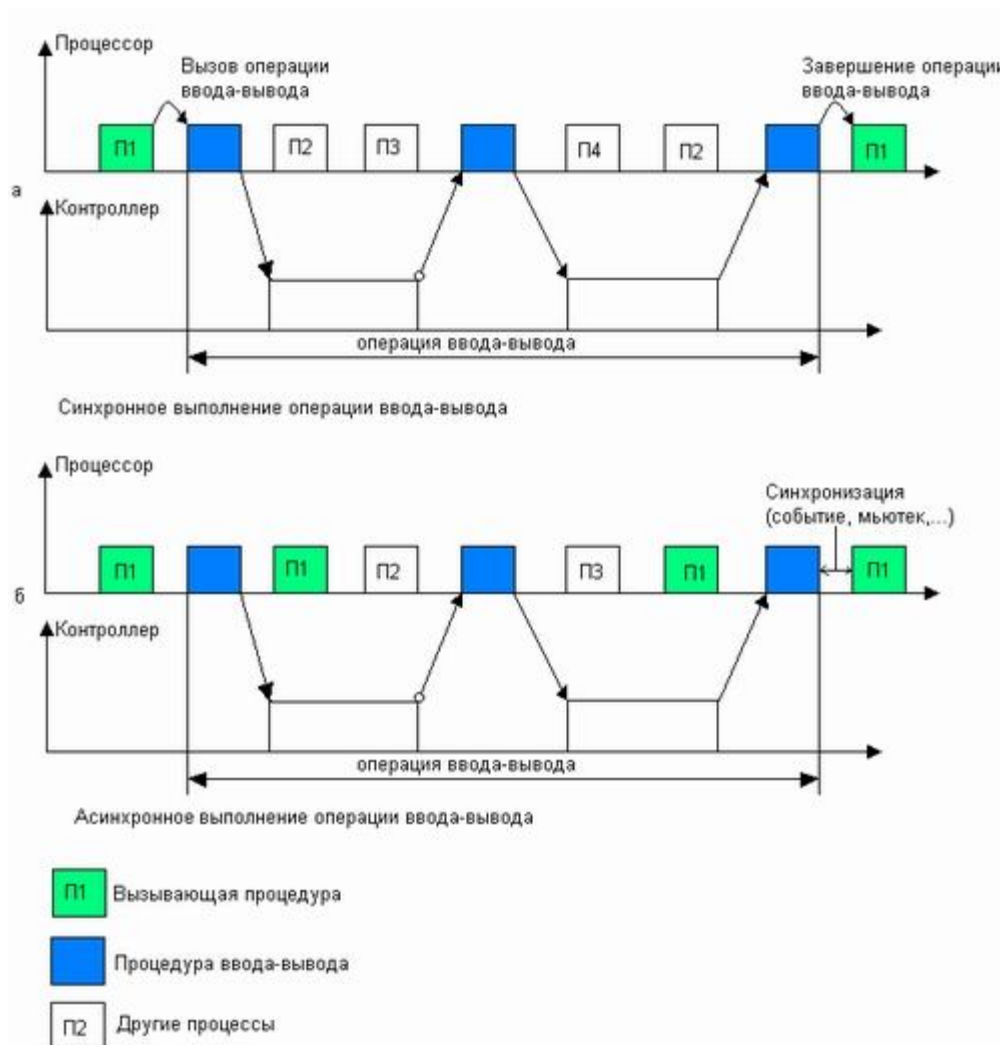 Процессор
Вызов операции
ввода-вывода
Завершение операции
ввода-вывода
П1
П2
П3
П4
П2
П1
а
Контроллер
операция ввода-вывода
Синхронное выполнение операции ввода-вывода
Процессор
Синхронизация
(событие, мьютек,...)
П1
П1
П2
П3
П1
П1
б
Контроллер
операция ввода-вывода
Асинхронное выполнение операции ввода-вывода
П1 Вызывающая процедура
Процедура ввода-вывода
П2 Другие процессы